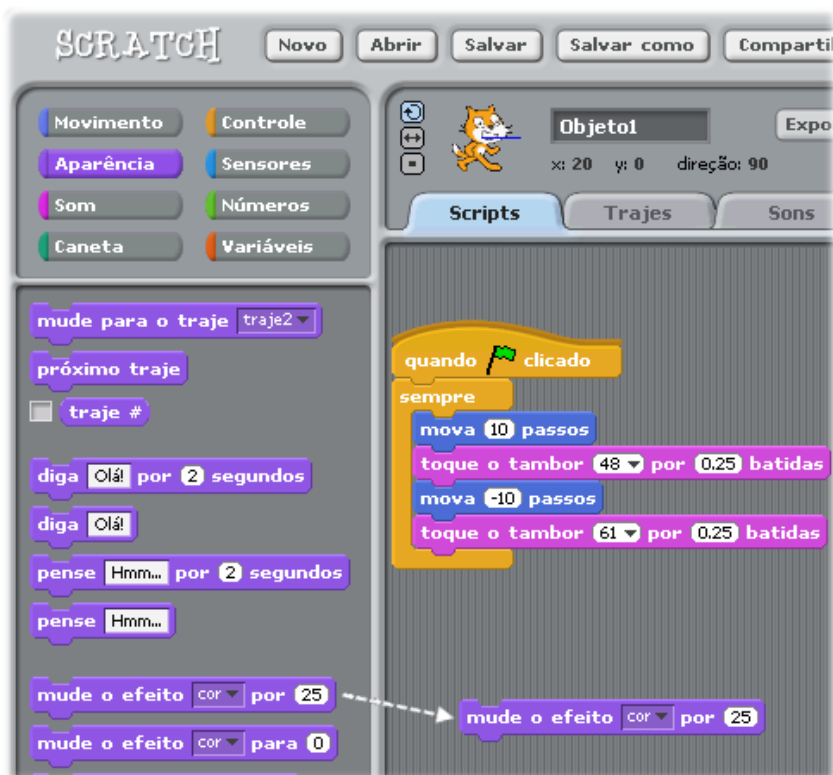 SCRATCH
Novo
Abrir
Salvar
Salvar como
Movimento
Controle
Aparência
Sensores
Som
Números
Caneta
Variáveis
Objeto1
x: 20 y: 0 direção: 90
Scripts
Trajes
Sons
mude para o traje traje2
próximo traje
traje #
diga Olá! por 2 segundos
diga Olá!
pense Hmm... por 2 segundos
pense Hmm...
mude o efeito cor por 25
mude o efeito cor para 0
quando clicado
sempre
mova 10 passos
toque o tambor 48 por 0.25 batidas
mova -10 passos
toque o tambor 61 por 0.25 batidas
mude o efeito cor por 25